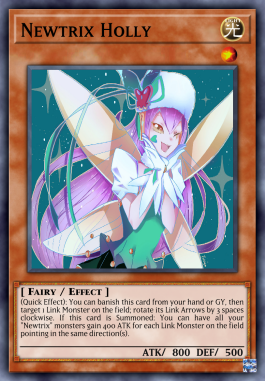 Newtrix Holly
LIGHT
光
[ Fairy / Effect ]
(Quick Effect): You can banish this card from your hand or GY, then
target 1 Link Monster on the field; rotate its Link Arrows by 3 spaces
clockwise. If this card is Summoned: You can have all your
"Newtrix" monsters gain 400 ATK for each Link Monster on the field
pointing in the same direction(s).
ATK/ 800 DEF/ 500